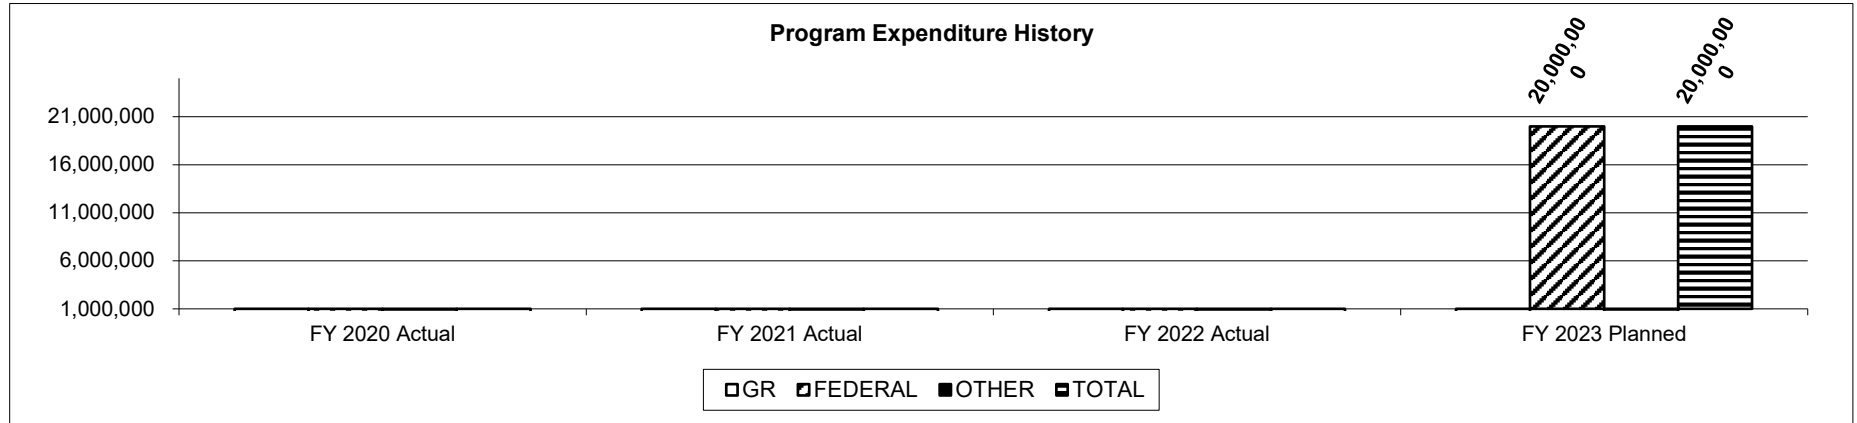 Program Expenditure History
20,000,00
0
20,000,00
0
21,000,000
16,000,000
11,000,000
6,000,000
1,000,000
FY 2020 Actual
FY 2021 Actual
FY 2022 Actual
FY 2023 Planned
GR
FEDERAL
OTHER
TOTAL